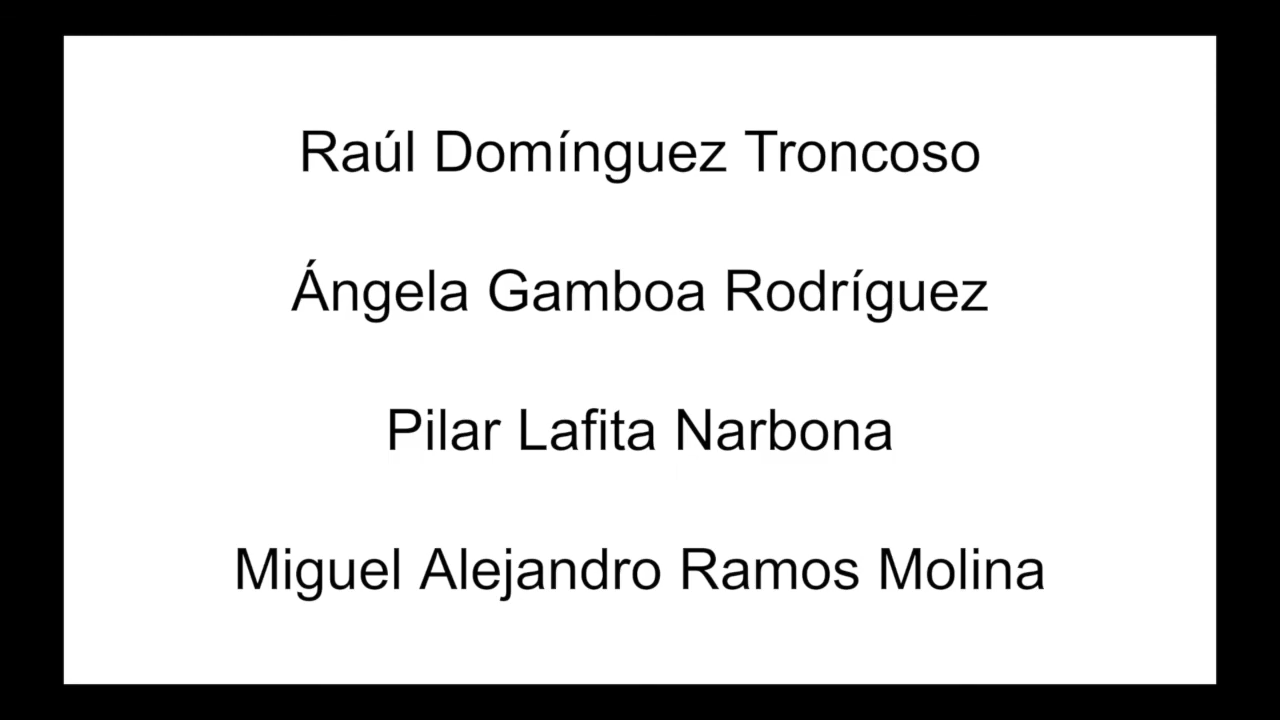 Raúl Domínguez Troncoso
Ángela Gamboa Rodríguez
Pilar Lafita Narbona
Miguel Alejandro Ramos Molina